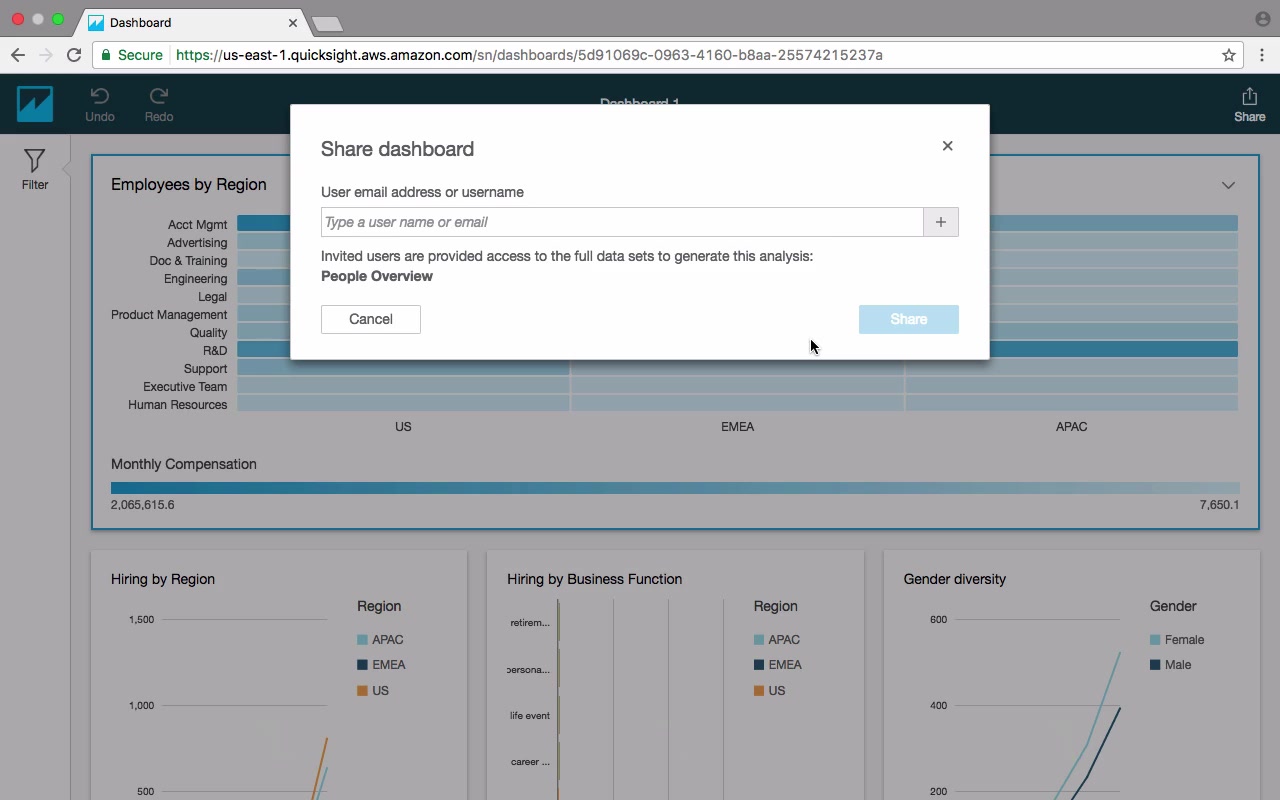 Dashboard
Secure
https://us-east-1.quicksight.aws.amazon.com/sn/dashboards/5d91069c-0963-4160-b8aa-25574215237a
Undo
Redo
Dashboard 1
Share
Filter
Share dashboard
User email address or username
Type a user name or email
Invited users are provided access to the full data sets to generate this analysis:
People Overview
Cancel
Share
Employees by Region
Acct Mgmt
Advertising
Doc & Training
Engineering
Legal
Product Management
Quality
R&D
Support
Executive Team
Human Resources
US
EMEA
APAC
Monthly Compensation
2,065,615.6
7,650.1
Hiring by Region
1,500
1,000
500
Region
APAC
EMEA
US
Hiring by Business Function
retirem...
persona...
life event
career ...
Region
APAC
EMEA
US
Gender diversity
600
400
200
Gender
Female
Male